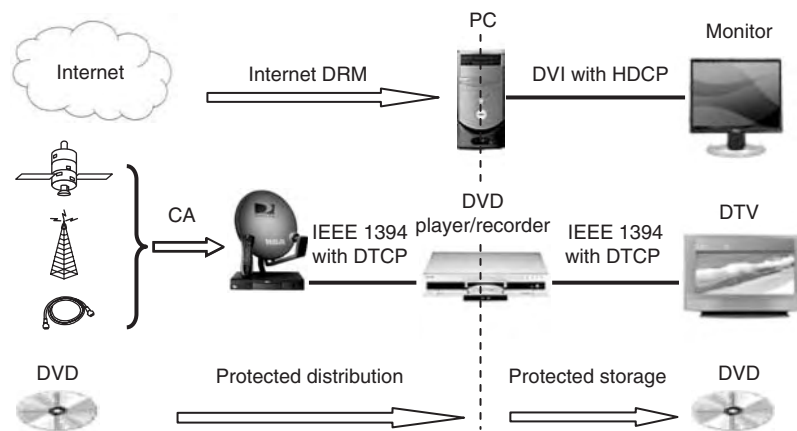 PC
Monitor
Internet
Internet DRM
DVI with HDCP
CA
IEEE 1394
with DTCP
DVD
player/recorder
IEEE 1394
with DTCP
DTV
RCA
DVD
Protected distribution
Protected storage
DVD